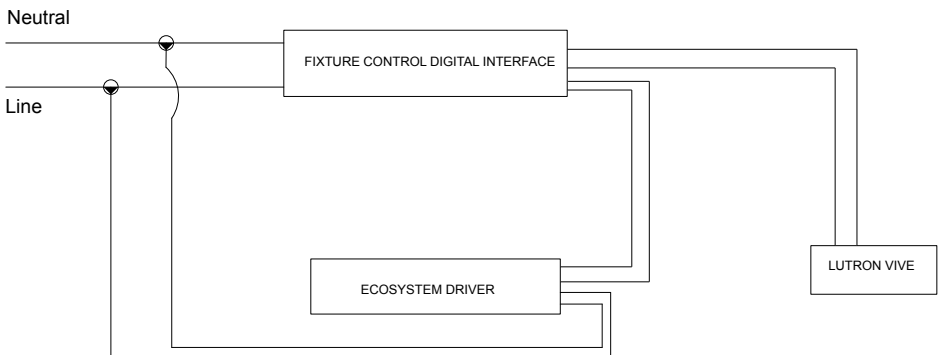 Neutral
FIXTURE CONTROL DIGITAL INTERFACE
Line
LUTRON VIVE
ECOSYSTEM DRIVER